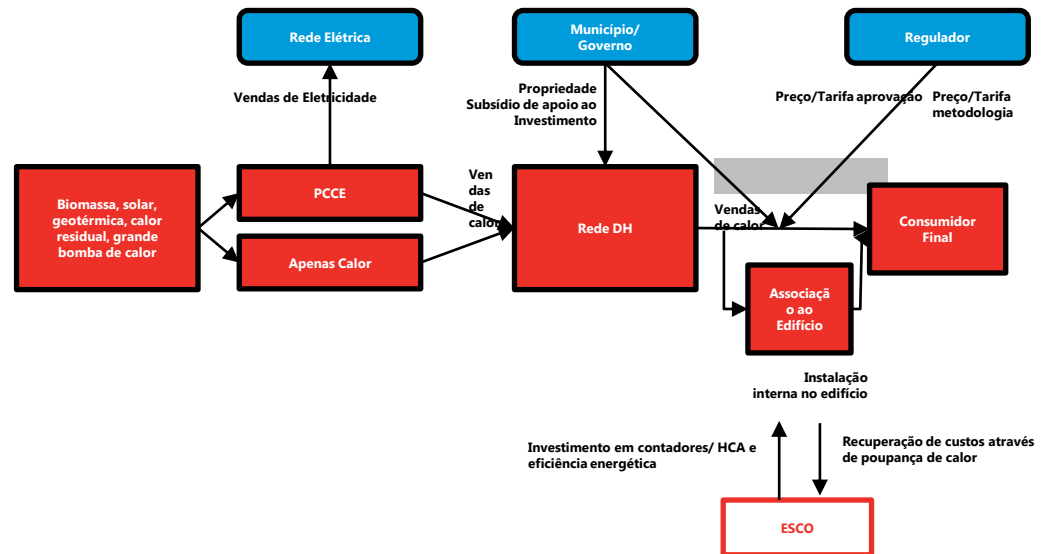 Rede Elétrica
Município/
Governo
Regulador
Vendas de Eletricidade
Propriedade
Subsídio de apoio ao
Investimento
Preço/Tarifa aprovação
Preço/Tarifa
metodologia
Biomassa, solar,
geotérmica, calor
residual, grande
bomba de calor
PCCE
Apenas Calor
Ven
das
de
calor
Rede DH
Vendas
de calor
Consumidor
Final
Associaçã
o ao
Edifício
Instalação
interna no edifício
Investimento em contadores/ HCA e
eficiência energética
Recuperação de custos através
de poupança de calor
ESCO